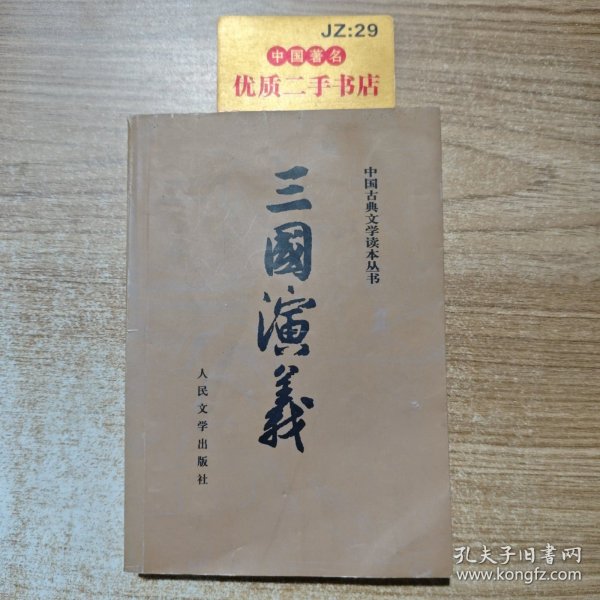 JZ:29
中国著名
优质二手书店
中国古典文学读本丛书
三國演義
人民文学出版社
孔夫子旧书网
www.kongfz.com